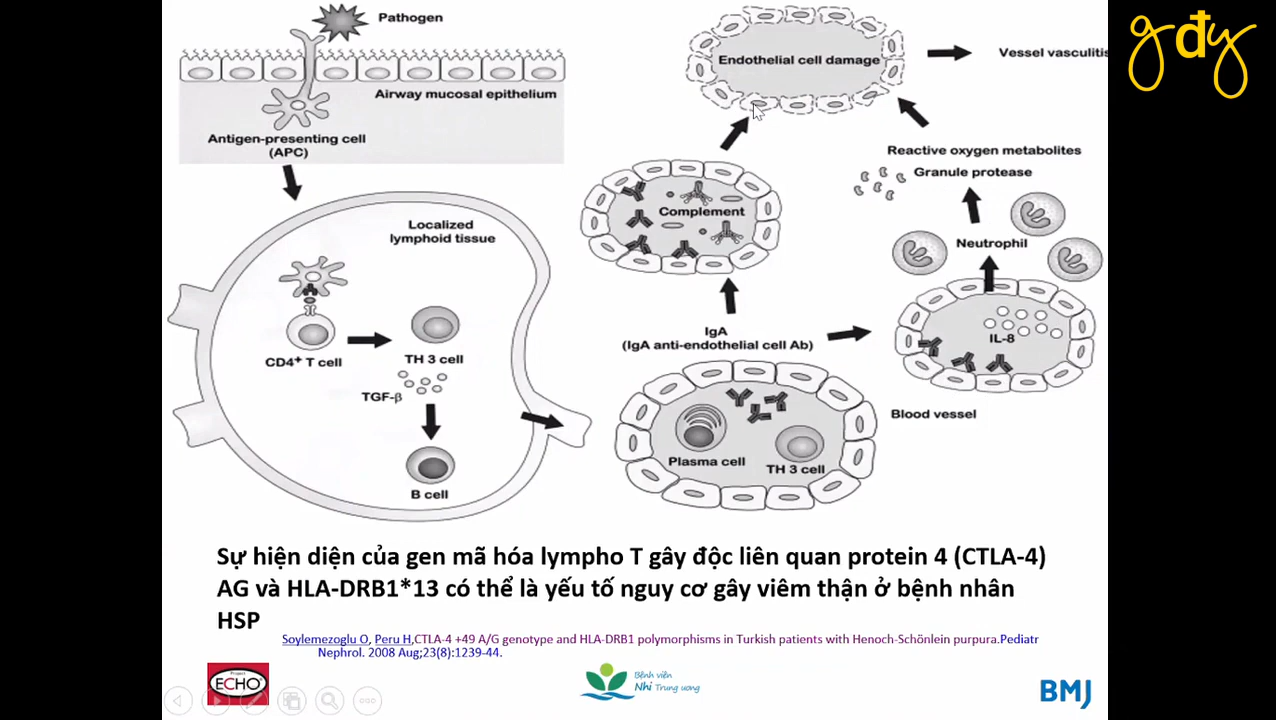 Pathogen
Airway mucosal epithelium
Antigen-presenting cell
(APC)
Localized
lymphoid tissue
CD4+ T cell
TH 3 cell
TGF-β
B cell
Endothelial cell damage
Vessel vasculitis
Reactive oxygen metabolites
Granule protease
Complement
Neutrophil
IgA
(IgA anti-endothelial cell Ab)
IL-8
Blood vessel
Plasma cell
TH 3 cell
Sự hiện diện của gen mã hóa lympho T gây độc liên quan protein 4 (CTLA-4)
AG và HLA-DRB1*13 có thể là yếu tố nguy cơ gây viêm thận ở bệnh nhân
HSP
Soylemezoglu O, Peru H,CTLA-4 +49 A/G genotype and HLA-DRB1 polymorphisms in Turkish patients with Henoch-Schönlein purpura.Pediatr
Nephrol. 2008 Aug;23(8):1239-44.
Project
ECHO
Bệnh viện
Nhi Trung ương
BMJ
gđy